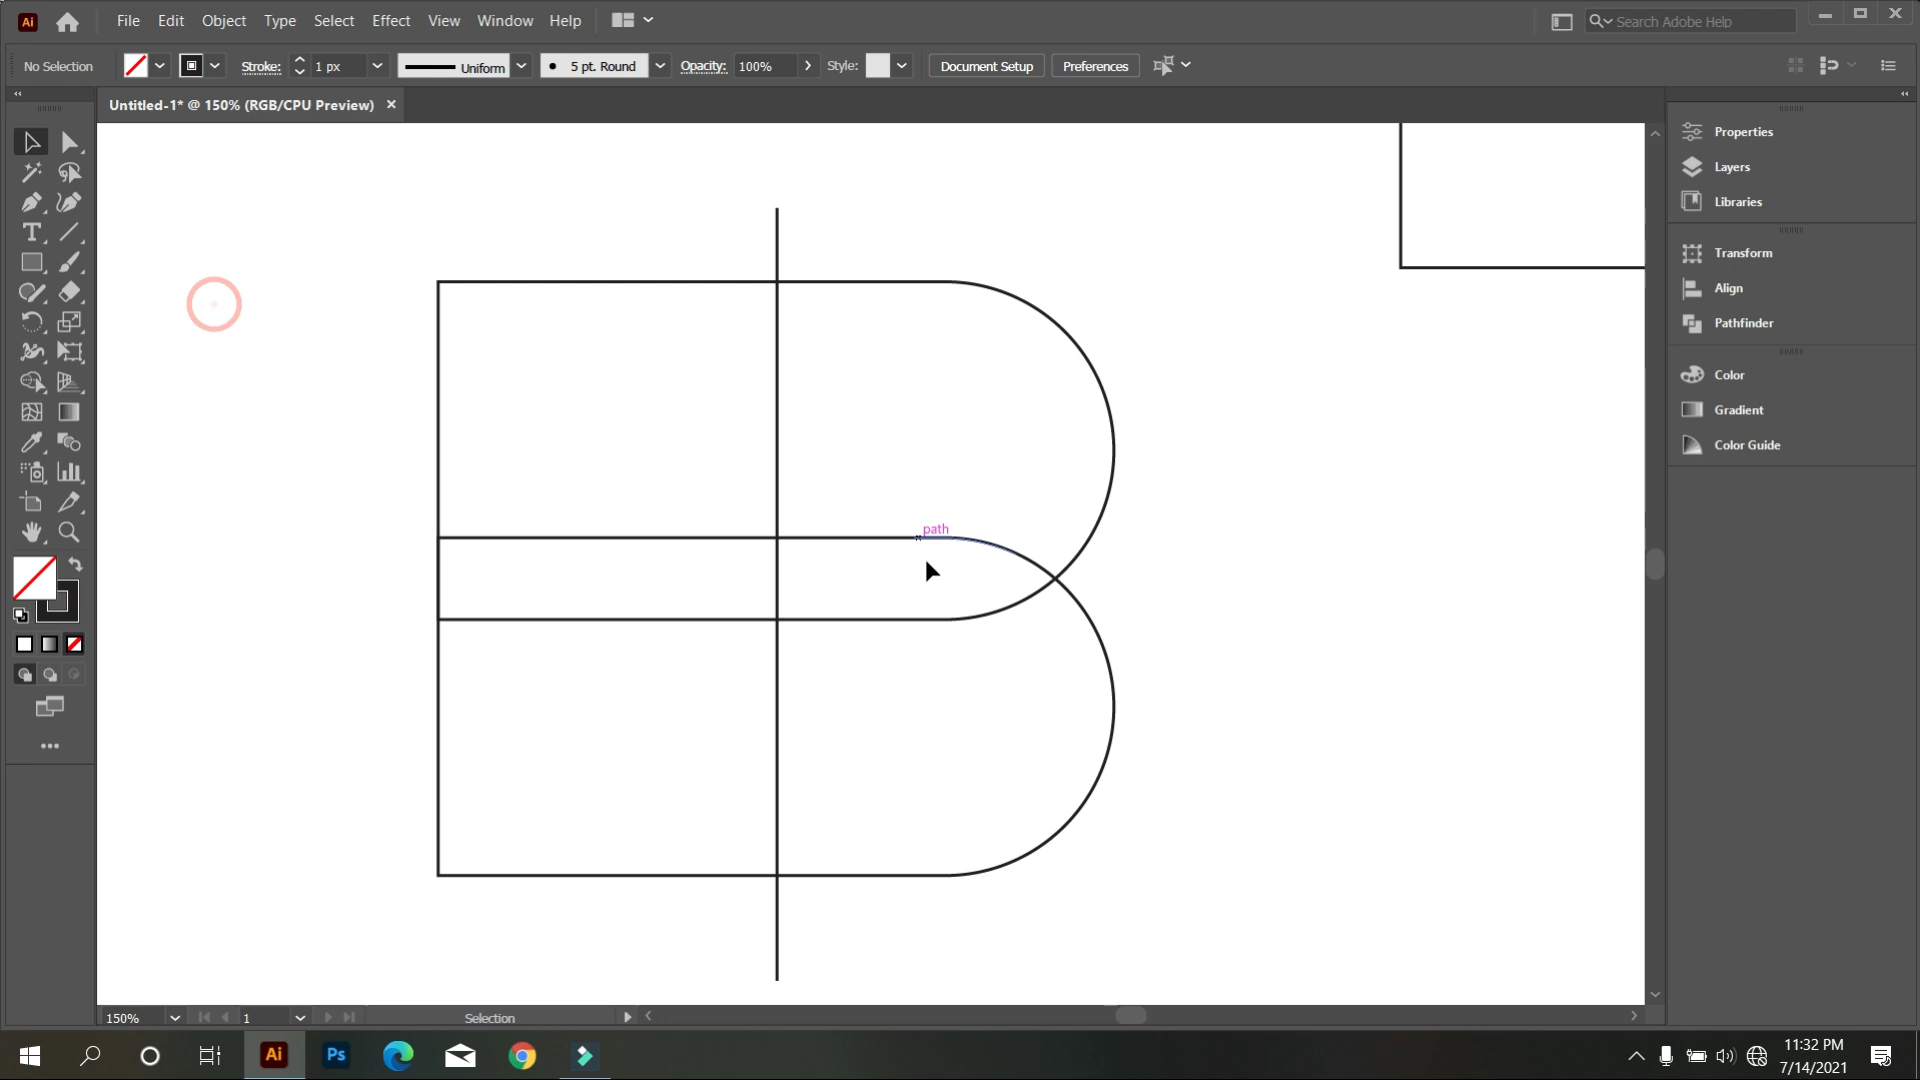 Ai File Edit Object Type Select Effect View Window Help Search Adobe Help
No Selection Stroke: 1 px Uniform 5 pt. Round Opacity: 100% Style: Document Setup Preferences
Untitled-1* @ 150% (RGB/CPU Preview) ×
Properties
Layers
Libraries
Transform
Align
Pathfinder
Color
Gradient
Color Guide
path
150% 1 Selection
Ai Ps
11:32 PM
7/14/2021